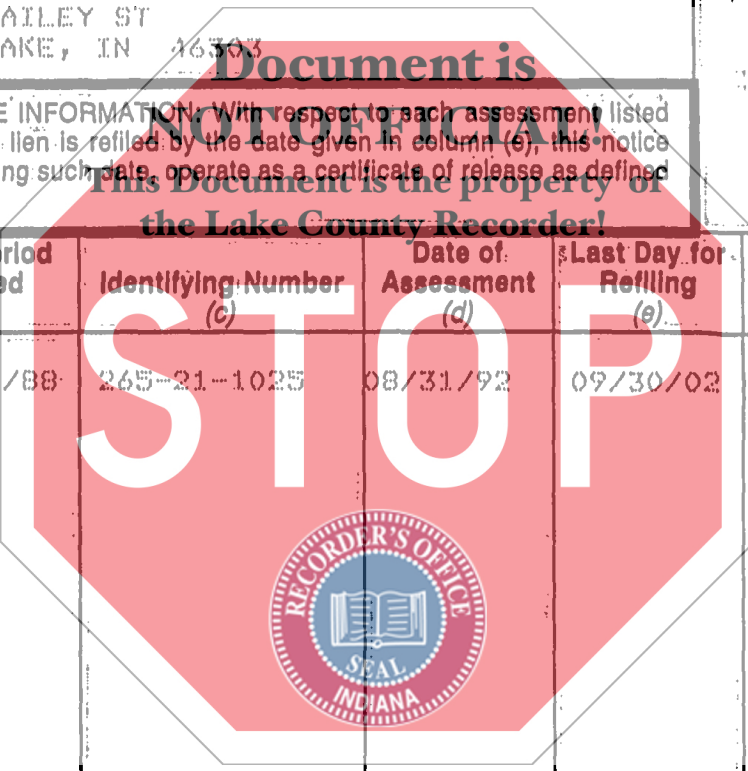 AILEY ST
AKE, IN 46303
Document is
NOT OFFICIAL!
This Document is the property of
the Lake County Recorder!
E INFORMATION: With respect to each assessment listed
lien is refiled by the date given in column (e), this notice
ng such date, operate as a certificate of release as defined
riod
ed
Identifying Number
(c)
Date of
Assessment
(d)
Last Day for
Refiling
(e)
/88 265-21-1025 08/31/92 09/30/02
STOP
RECORDER'S OFFICE
SEAL
INDIANA